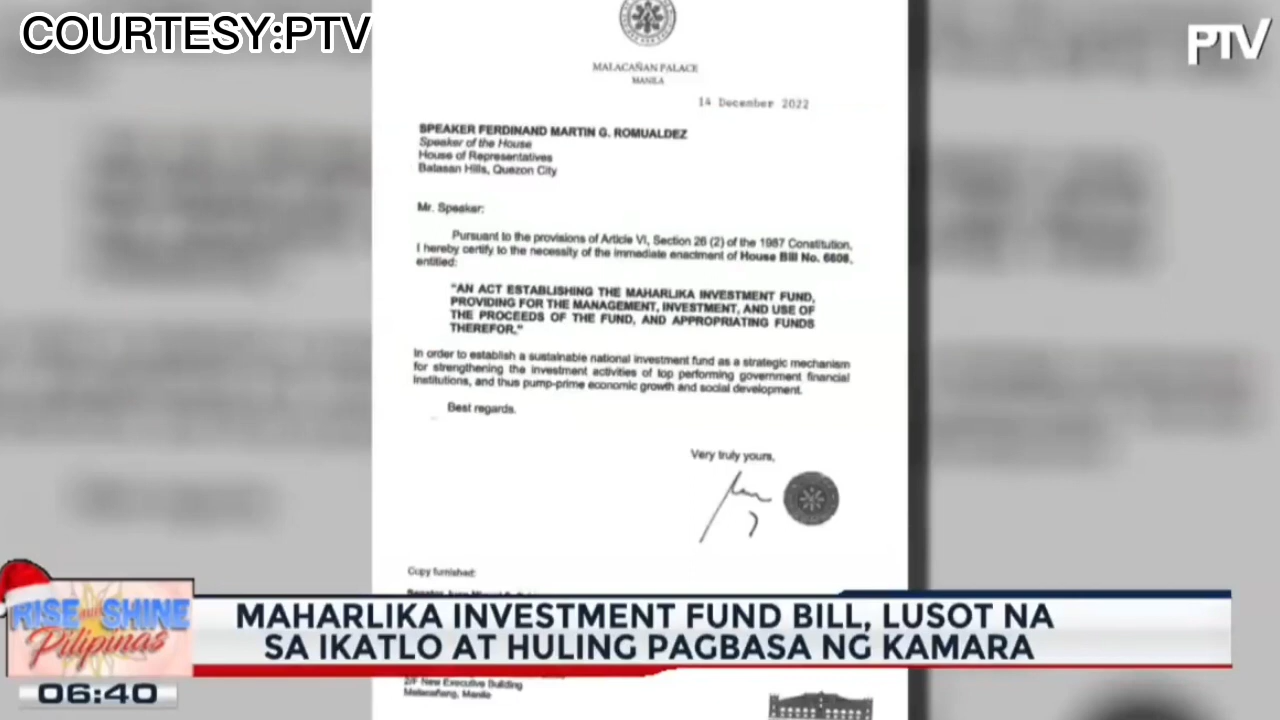 COURTESY:PTV
PTV
MALACAÑAN PALACE
MANILA
14 December 2022
SPEAKER FERDINAND MARTIN G. ROMUALDEZ
Speaker of the House
House of Representatives
Batasan Hills, Quezon City
Mr. Speaker:
Pursuant to the provisions of Article VI, Section 26 (2) of the 1987 Constitution,
I hereby certify to the necessity of the immediate enactment of House Bill No. 6608,
entitled:
"AN ACT ESTABLISHING THE MAHARLIKA INVESTMENT FUND,
PROVIDING FOR THE MANAGEMENT, INVESTMENT, AND USE OF
THE PROCEEDS OF THE FUND, AND APPROPRIATING FUNDS
THEREFOR."
In order to establish a sustainable national investment fund as a strategic mechanism
for strengthening the investment activities of top performing government financial
institutions, and thus pump-prime economic growth and social development.
Best regards.
Very truly yours,
Copy furnished:
RISE and SHINE
Pilipinas
MAHARLIKA INVESTMENT FUND BILL, LUSOT NA
SA IKATLO AT HULING PAGBASA NG KAMARA
06:40
2/F New Executive Building
Malacañang, Manila